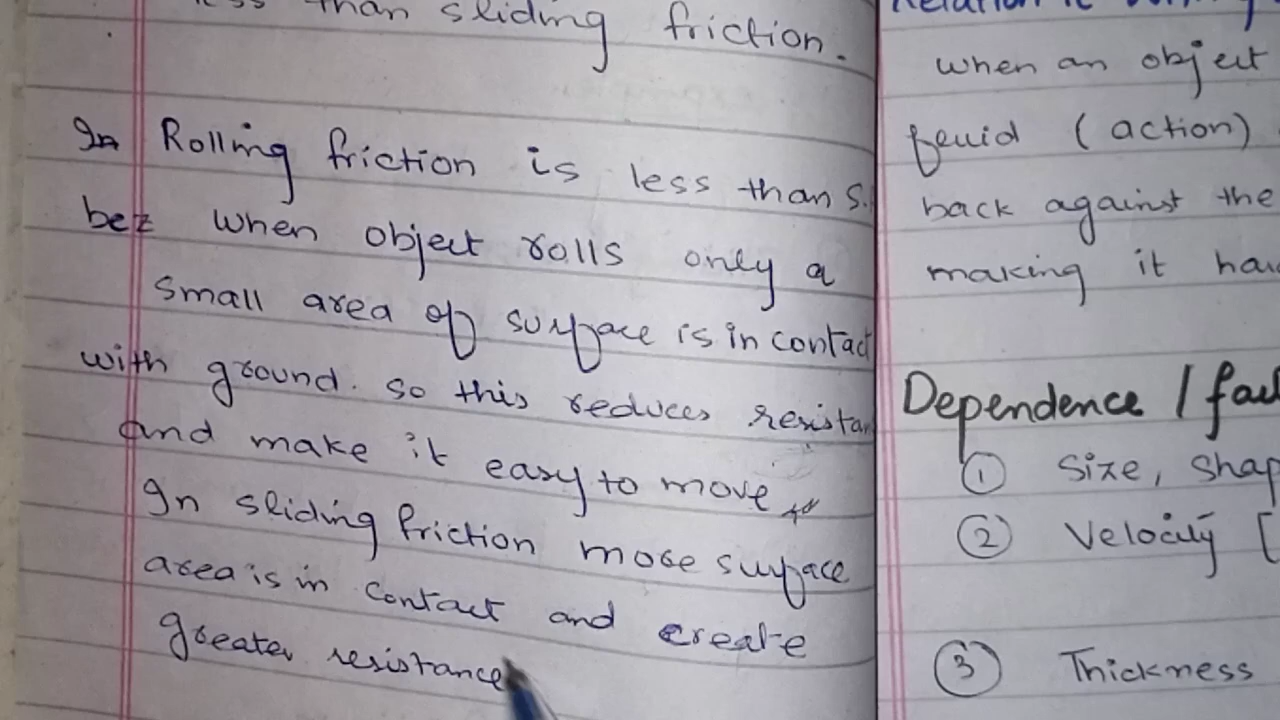 less than sliding friction.
In Rolling friction is less than S.
bez when object rolls only a
small area of surface is in contact
with ground. so this reduces resistan
and make it easy to move
In sliding friction more surface
area is in contact and create
greater resistance
when an object
fluid (action)
back against the
making it
Dependence /
① Size, shap
② Velocity [
③ Thickness